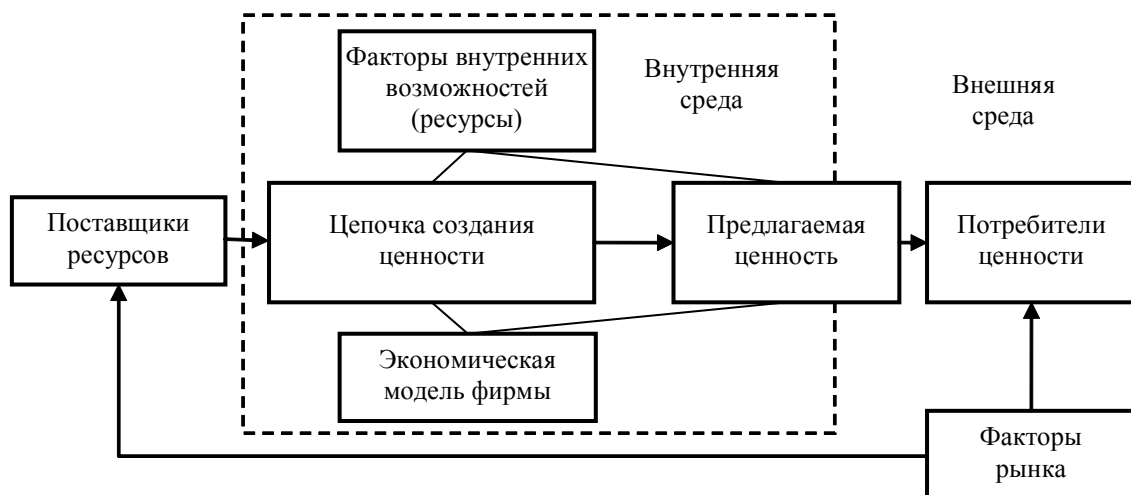 Факторы внутренних
возможностей
(ресурсы)
Внутренняя
среда
Внешняя
среда
Поставщики
ресурсов
Цепочка создания
ценности
Предлагаемая
ценность
Потребители
ценности
Экономическая
модель фирмы
Факторы
рынка